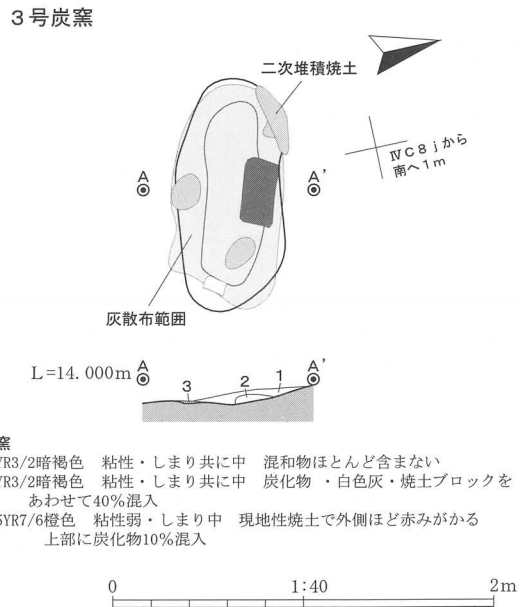 3号炭窯
二次堆積焼土
ⅣC8jから
南へ1m
A A'
灰散布範囲
L=14.000m A A'
3 2 1
窯
YR3/2暗褐色 粘性・しまり共に中 混和物ほとんど含まない
YR3/2暗褐色 粘性・しまり共に中 炭化物・白色灰・焼土ブロックを
あわせて40%混入
5YR7/6橙色 粘性弱・しまり中 現地性焼土で外側ほど赤みがかる
上部に炭化物10%混入
0 1:40 2m